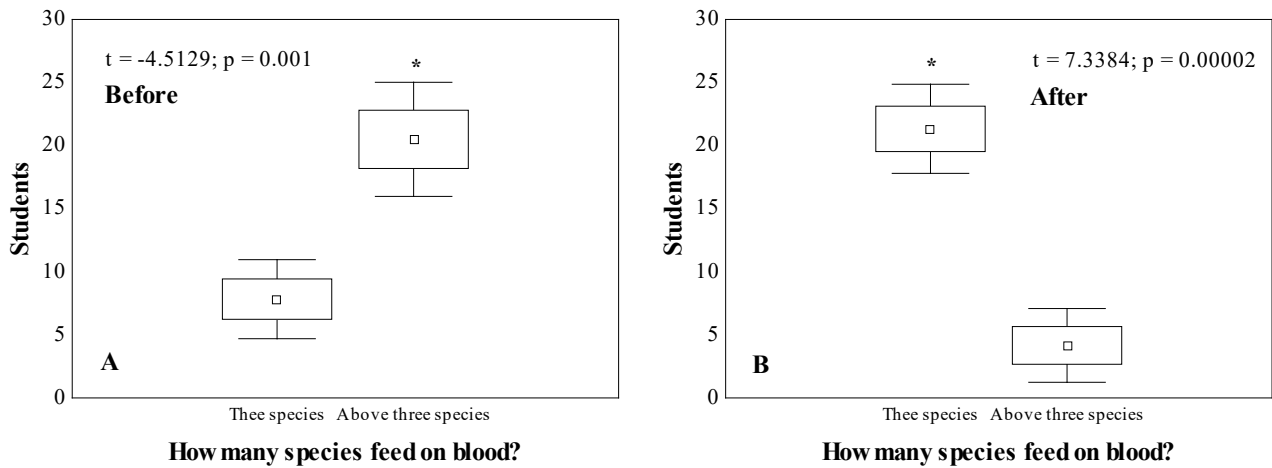 30
25
20
15
10
5
0
Students
t = -4.5129; p = 0.001
Before
*
A
Thee species Above three species
How many species feed on blood?
30
25
20
15
10
5
0
Students
*
t = 7.3384; p = 0.00002
After
B
Thee species Above three species
How many species feed on blood?